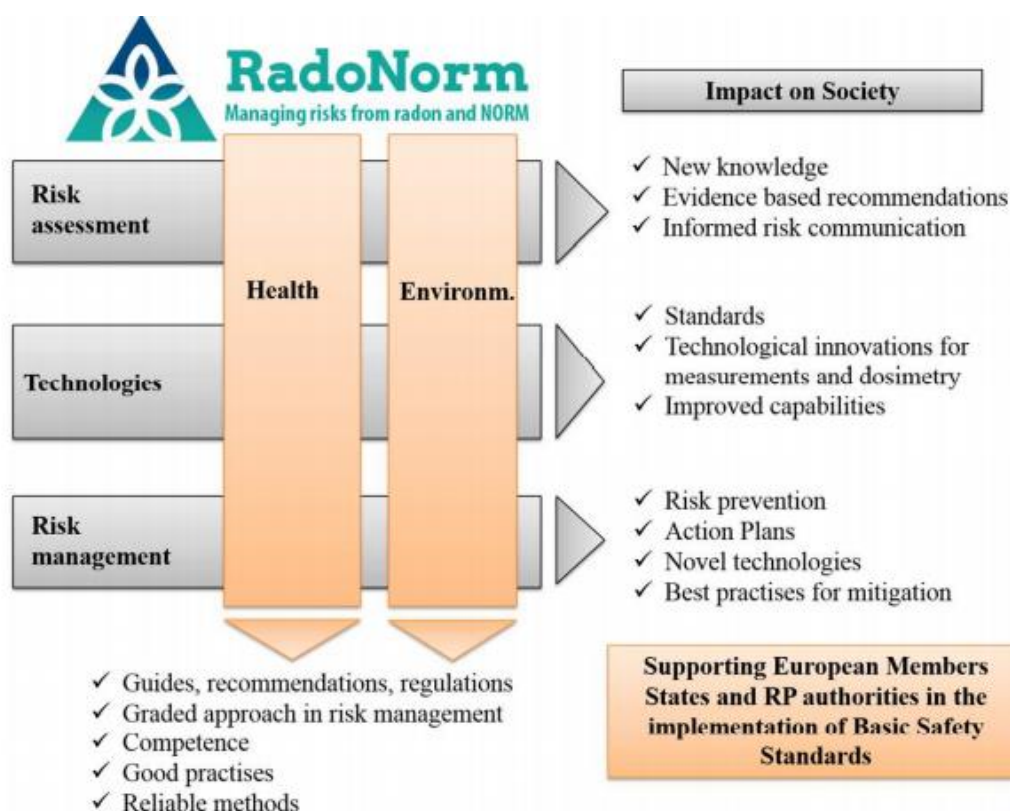 RadoNorm
Managing risks from radon and NORM
Impact on Society
Risk
assessment
✓ New knowledge
✓ Evidence based recommendations
✓ Informed risk communication
Health
Environm.
Technologies
✓ Standards
✓ Technological innovations for
measurements and dosimetry
✓ Improved capabilities
Risk
management
✓ Risk prevention
✓ Action Plans
✓ Novel technologies
✓ Best practises for mitigation
✓ Guides, recommendations, regulations
✓ Graded approach in risk management
✓ Competence
✓ Good practises
✓ Reliable methods
Supporting European Members
States and RP authorities in the
implementation of Basic Safety
Standards